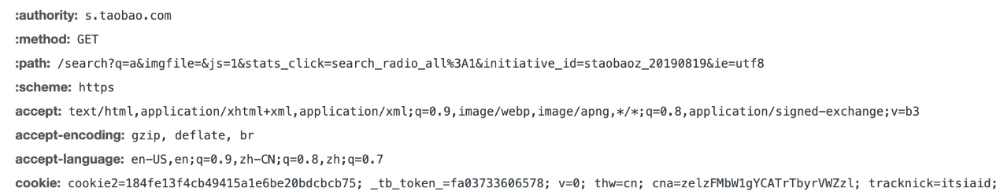 :authority: s.taobao.com
:method: GET
:path: /search?q=a&imgfile=&js=1&stats_click=search_radio_all%3A1&initiative_id=staobaoz_20190819&ie=utf8
:scheme: https
accept: text/html,application/xhtml+xml,application/xml;q=0.9,image/webp,image/apng,*/*;q=0.8,application/signed-exchange;v=b3
accept-encoding: gzip, deflate, br
accept-language: en-US,en;q=0.9,zh-CN;q=0.8,zh;q=0.7
cookie: cookie2=184fe13f4cb49415a1e6be20bdcbcb75; _tb_token_=fa03733606578; v=0; thw=cn; cna=zelzFMbW1gYCATrTbyrVWZzl; tracknick=itsiaid;